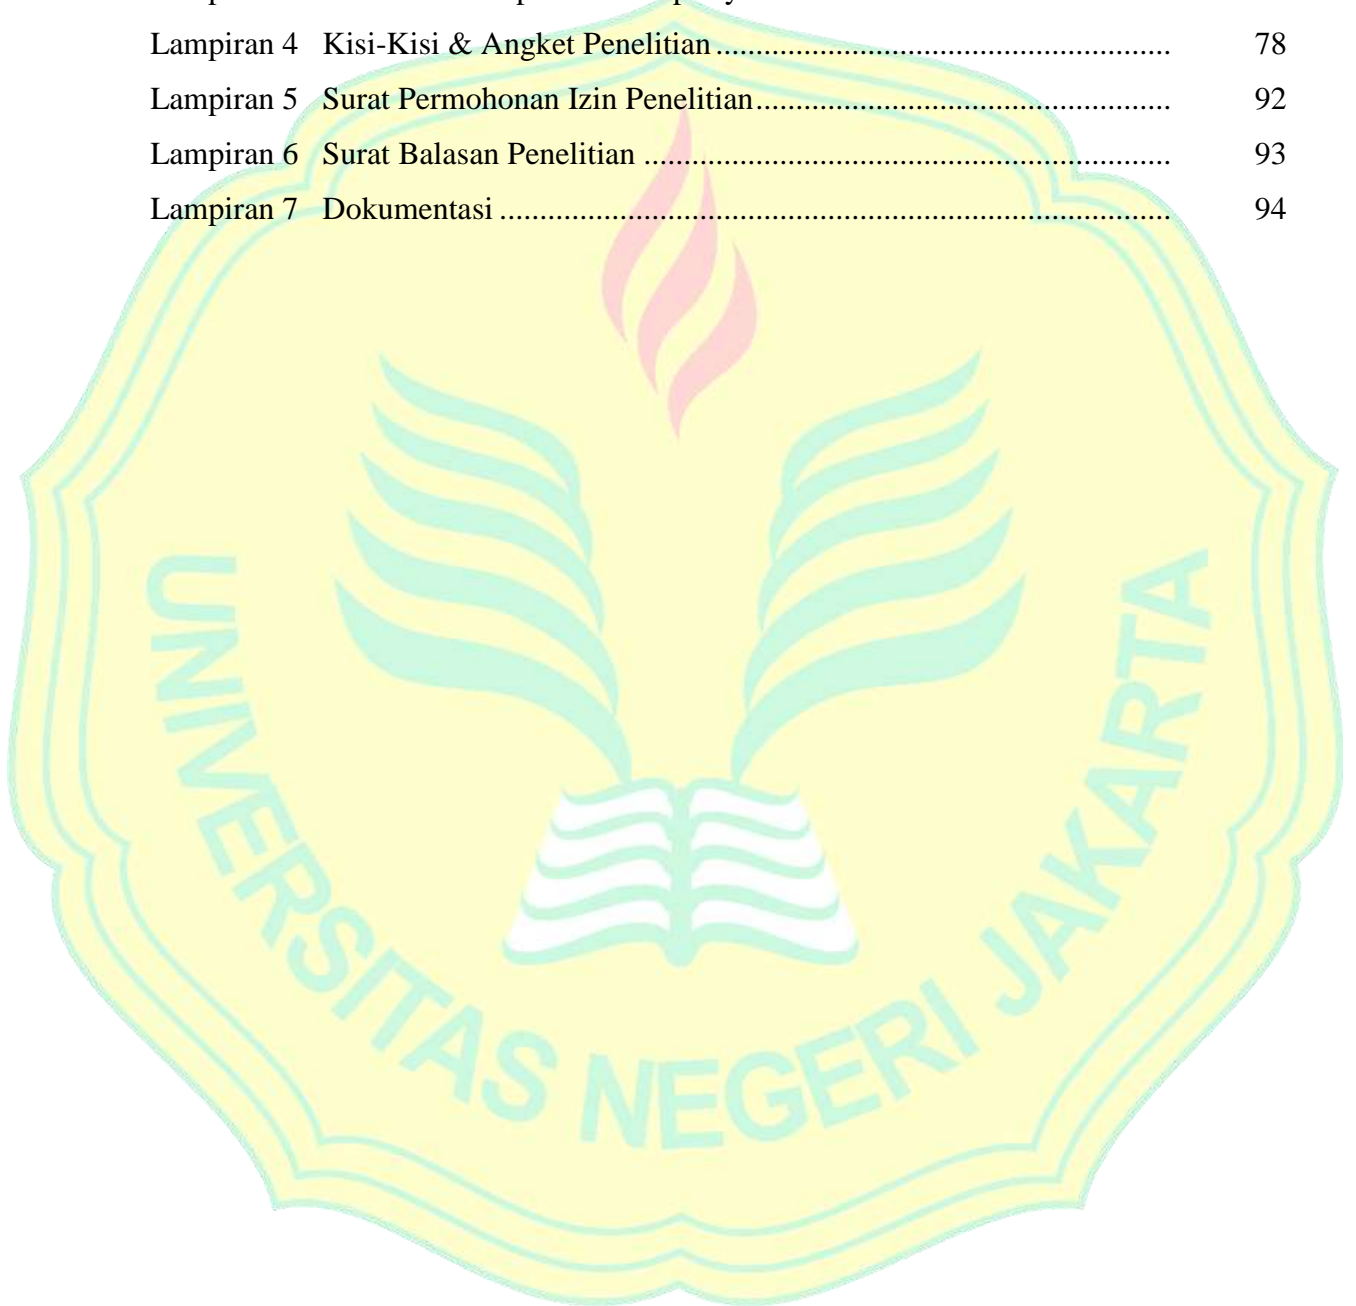 Lampiran 4 Kisi-Kisi & Angket Penelitian ........................................................ 78
Lampiran 5 Surat Permohonan Izin Penelitian.................................................... 92
Lampiran 6 Surat Balasan Penelitian .................................................................. 93
Lampiran 7 Dokumentasi .................................................................................... 94
UNIVERSITAS NEGERI JAKARTA